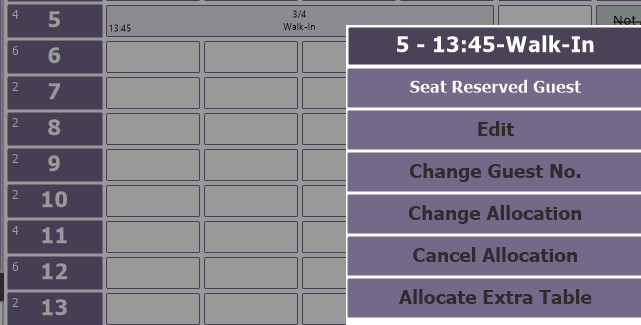 4 5 13:45 3/4 Walk-In Not
6 6
2 7
2 8
2 9
2 10
4 11
6 12
2 13
5 - 13:45-Walk-In
Seat Reserved Guest
Edit
Change Guest No.
Change Allocation
Cancel Allocation
Allocate Extra Table